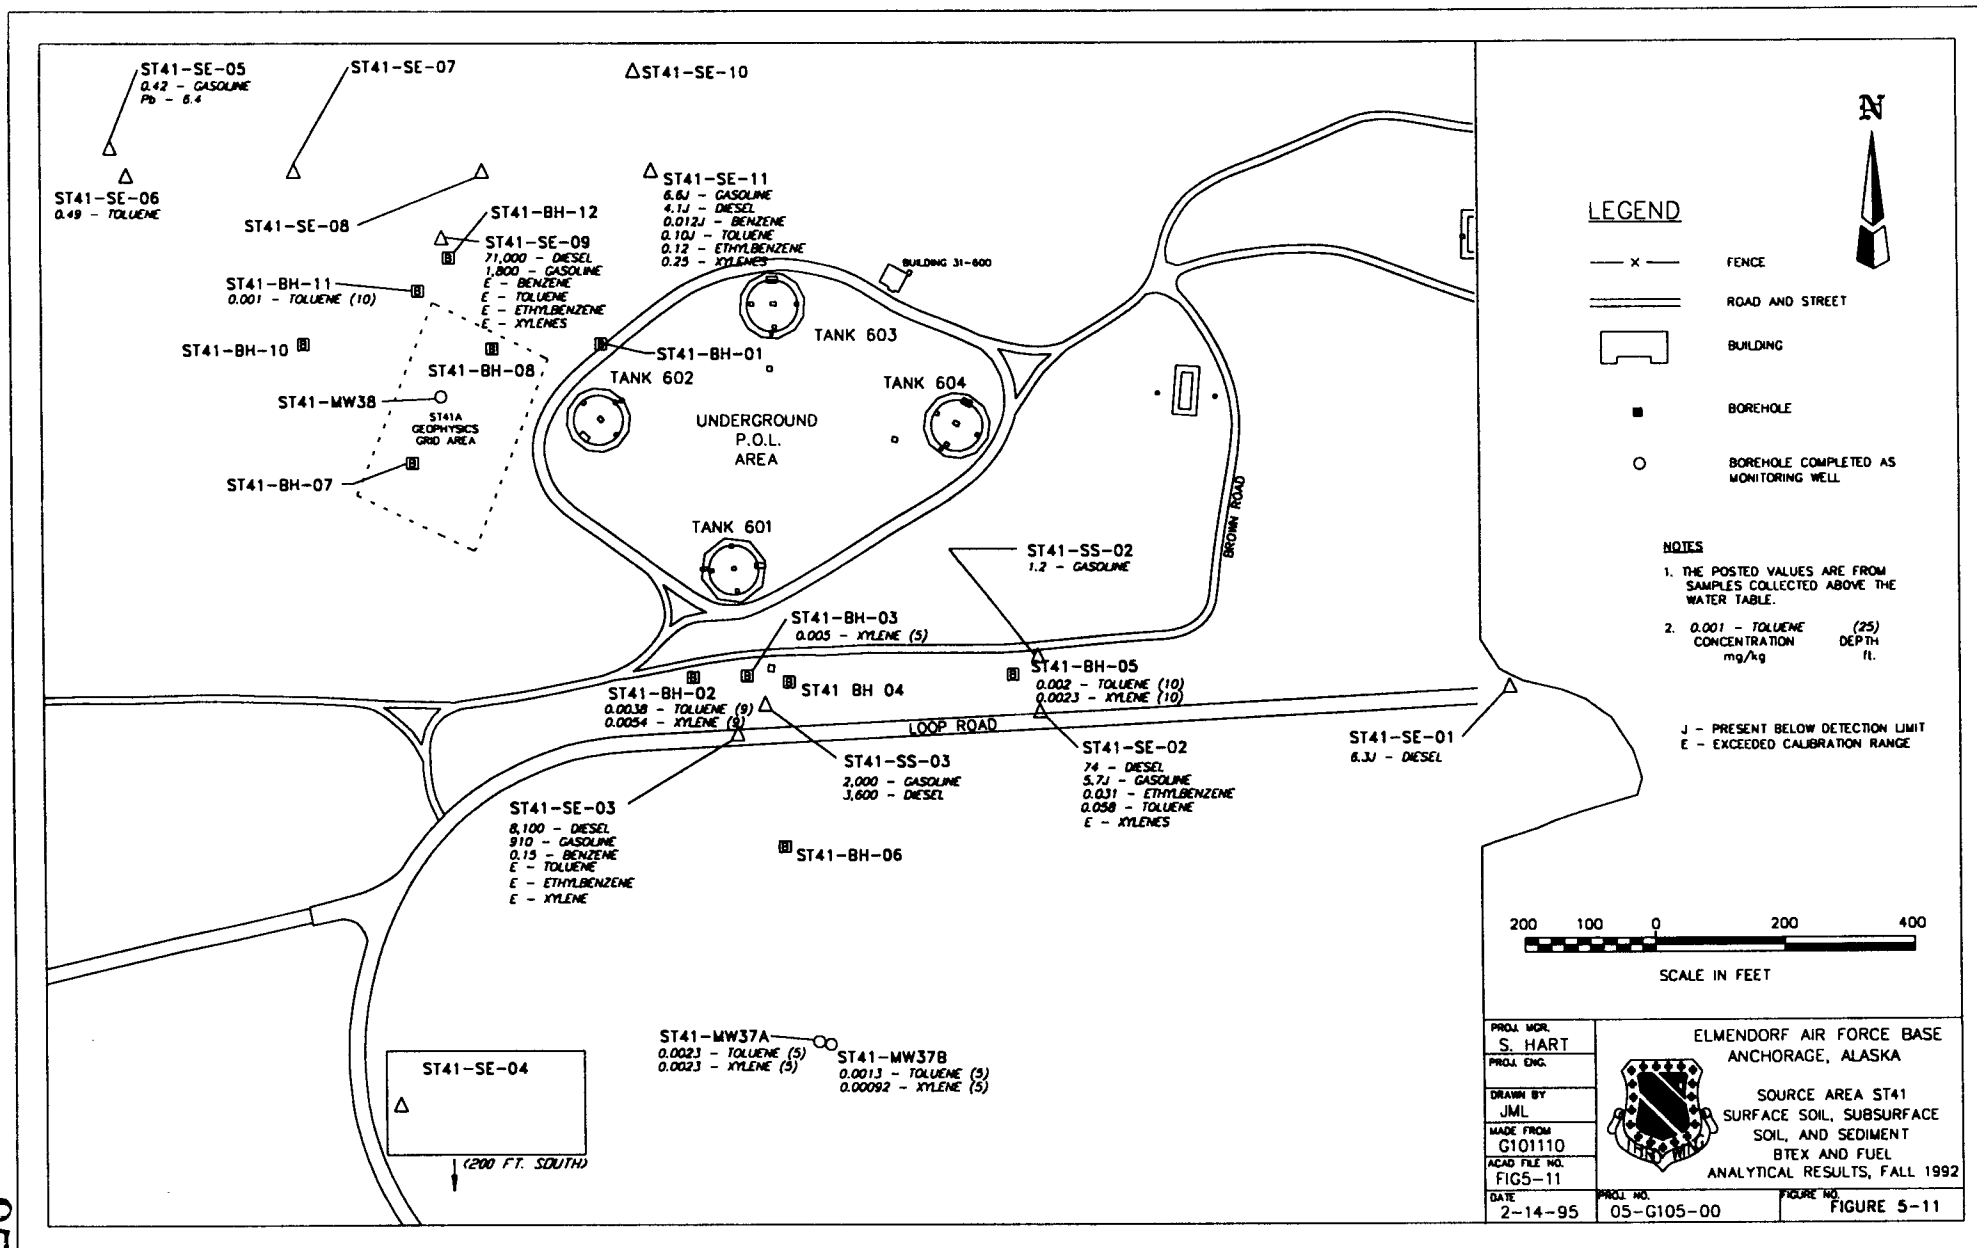 ST41-SE-05
0.42 - GASOLINE
Pb - 6.4
ST41-SE-07
ST41-SE-10
ST41-SE-06
0.49 - TOLUENE
ST41-SE-08
ST41-BH-12
ST41-SE-09
71,000 - DIESEL
1,800 - GASOLINE
E - BENZENE
E - TOLUENE
E - ETHYLBENZENE
E - XYLENES
ST41-SE-11
6.6J - GASOLINE
4.1J - DIESEL
0.012J - BENZENE
0.10J - TOLUENE
0.12 - ETHYLBENZENE
0.25 - XYLENES
BUILDING 31-600
ST41-BH-11
0.001 - TOLUENE (10)
ST41-BH-10
ST41-BH-08
ST41-MW38
ST41A
GEOPHYSICS
GRID AREA
ST41-BH-07
ST41-BH-01
TANK 602
TANK 603
TANK 604
UNDERGROUND
P.O.L.
AREA
TANK 601
BROWN ROAD
ST41-SS-02
1.2 - GASOLINE
ST41-BH-03
0.005 - XYLENE (5)
ST41-BH-02
0.0038 - TOLUENE (9)
0.0054 - XYLENE (9)
ST41 BH 04
ST41-BH-05
0.002 - TOLUENE (10)
0.0023 - XYLENE (10)
LOOP ROAD
ST41-SS-03
2,000 - GASOLINE
3,600 - DIESEL
ST41-SE-02
74 - DIESEL
5.7J - GASOLINE
0.031 - ETHYLBENZENE
0.058 - TOLUENE
E - XYLENES
ST41-SE-01
6.3J - DIESEL
ST41-SE-03
8,100 - DIESEL
910 - GASOLINE
0.15 - BENZENE
E - TOLUENE
E - ETHYLBENZENE
E - XYLENE
ST41-BH-06
ST41-MW37A
0.0023 - TOLUENE (5)
0.0023 - XYLENE (5)
ST41-MW37B
0.0013 - TOLUENE (5)
0.00092 - XYLENE (5)
ST41-SE-04
(200 FT. SOUTH)
N
LEGEND
FENCE
ROAD AND STREET
BUILDING
BOREHOLE
BOREHOLE COMPLETED AS
MONITORING WELL
NOTES
1. THE POSTED VALUES ARE FROM
SAMPLES COLLECTED ABOVE THE
WATER TABLE.
2. 0.001 - TOLUENE (25)
CONCENTRATION DEPTH
mg/kg ft.
J - PRESENT BELOW DETECTION LIMIT
E - EXCEEDED CALIBRATION RANGE
200 100 0 200 400
SCALE IN FEET
PROJ. MGR.
S. HART
PROJ. ENG.
DRAWN BY
JML
MADE FROM
G101110
ACAD FILE NO.
FIG5-11
DATE
2-14-95
ELMENDORF AIR FORCE BASE
ANCHORAGE, ALASKA
SOURCE AREA ST41
SURFACE SOIL, SUBSURFACE
SOIL, AND SEDIMENT
BTEX AND FUEL
ANALYTICAL RESULTS, FALL 1992
PROJ. NO.
05-G105-00
FIGURE NO.
FIGURE 5-11